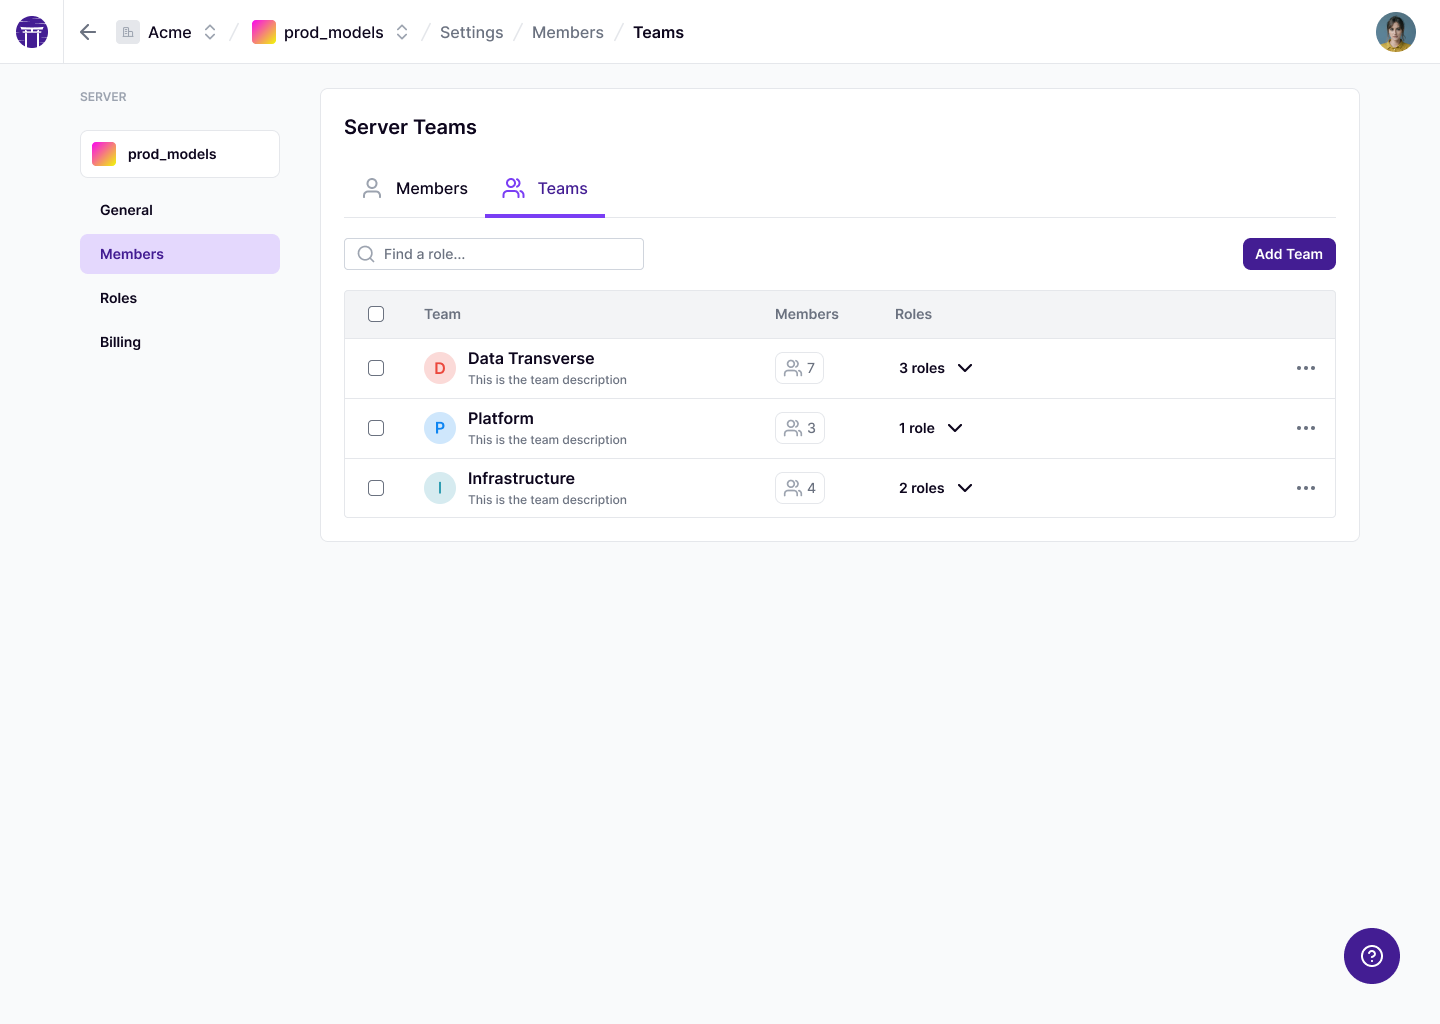 Acme / prod_models / Settings / Members / Teams
SERVER
prod_models
General
Members
Roles
Billing
Server Teams
Members Teams
Find a role...
Add Team
Team Members Roles
D Data Transverse 7 3 roles
This is the team description
P Platform 3 1 role
This is the team description
I Infrastructure 4 2 roles
This is the team description